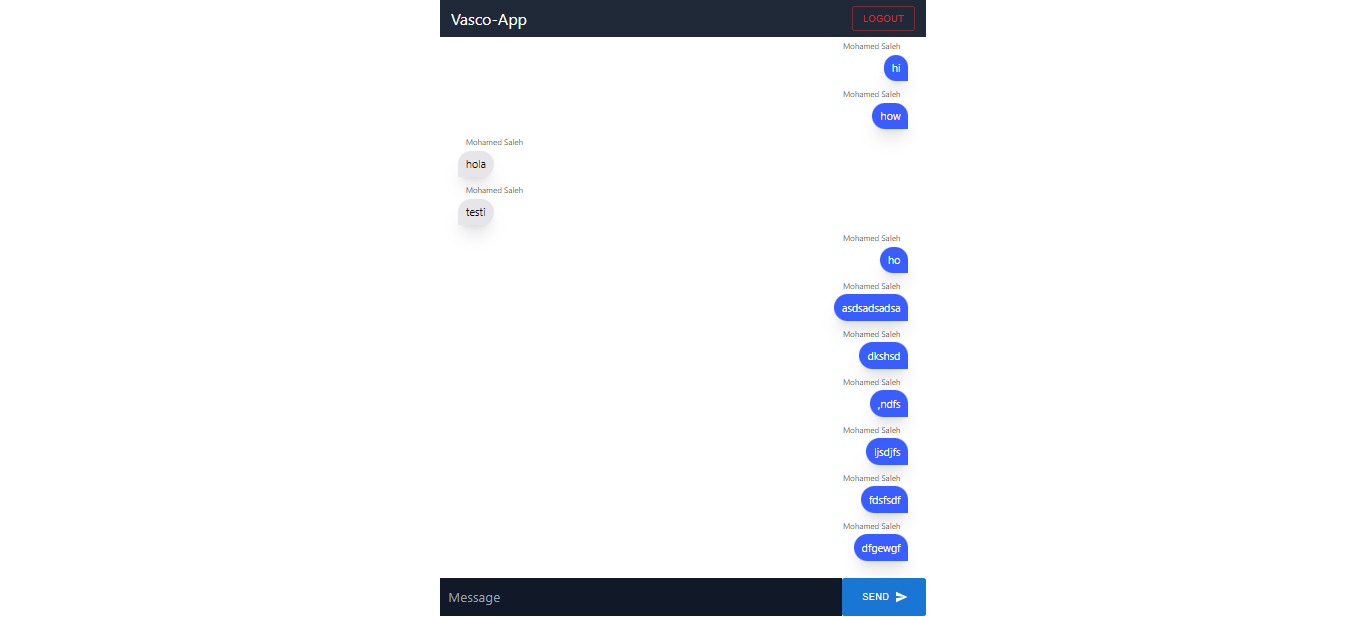 Vasco-App
LOGOUT
Mohamed Saleh
hi
Mohamed Saleh
how
Mohamed Saleh
hola
Mohamed Saleh
testi
Mohamed Saleh
ho
Mohamed Saleh
asdsadsadsa
Mohamed Saleh
dkshsd
Mohamed Saleh
,ndfs
Mohamed Saleh
ljsdjfs
Mohamed Saleh
fdsfsdf
Mohamed Saleh
dfgewgf
Message
SEND